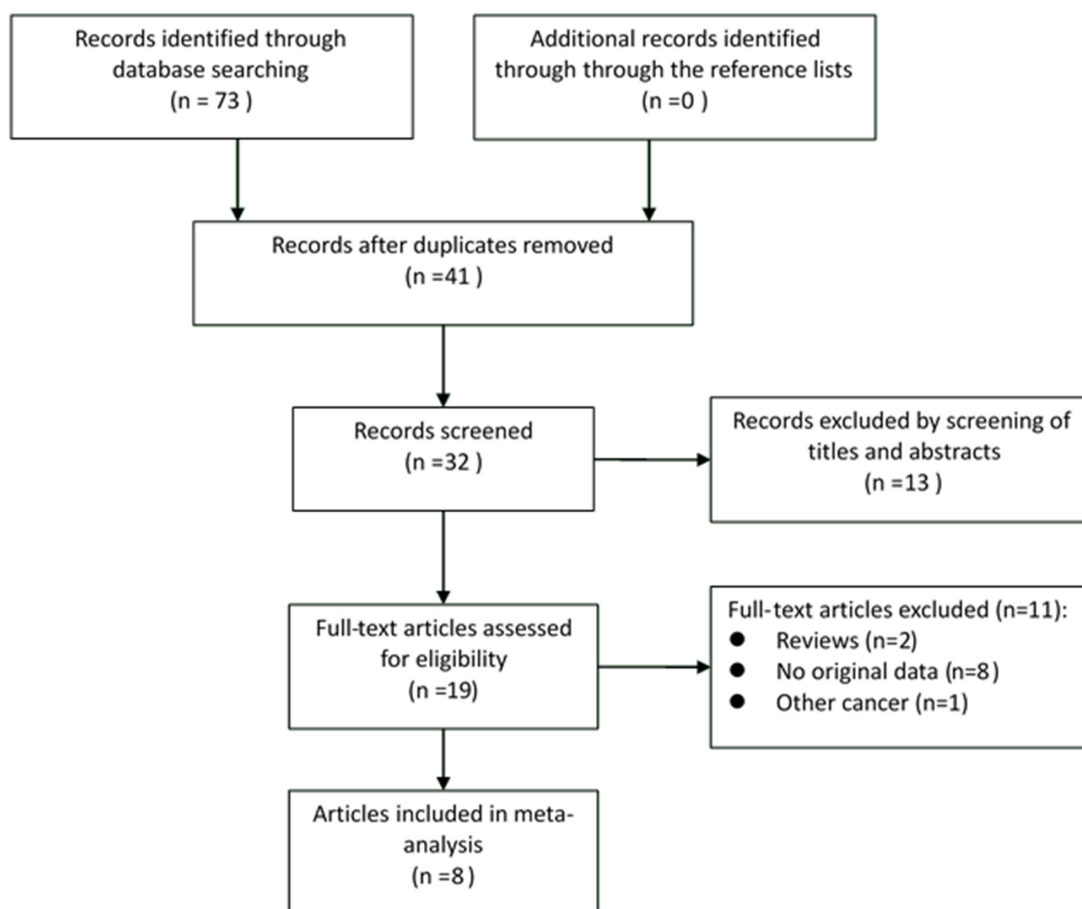 Records identified through
database searching
(n = 73 )
Additional records identified
through through the reference lists
(n =0 )
Records after duplicates removed
(n =41 )
Records screened
(n =32 )
Records excluded by screening of
titles and abstracts
(n =13 )
Full-text articles assessed
for eligibility
(n =19)
Full-text articles excluded (n=11):
● Reviews (n=2)
● No original data (n=8)
● Other cancer (n=1)
Articles included in meta-
analysis
(n =8)